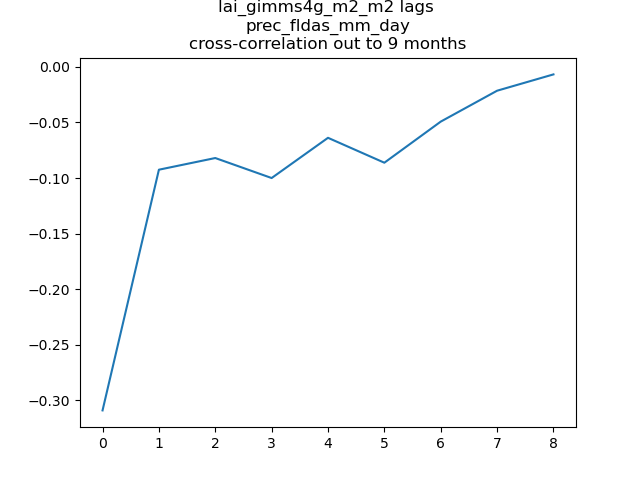 lai_gimms4g_m2_m2 lags
prec_fldas_mm_day
cross-correlation out to 9 months
0.00
−0.05
−0.10
−0.15
−0.20
−0.25
−0.30
0 1 2 3 4 5 6 7 8